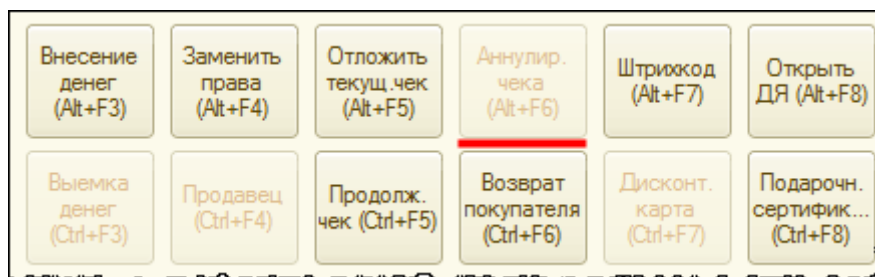 Внесение
денег
(Alt+F3)
Заменить
права
(Alt+F4)
Отложить
текущ.чек
(Alt+F5)
Аннулир.
чека
(Alt+F6)
Штрихкод
(Alt+F7)
Открыть
ДЯ (Alt+F8)
Выемка
денег
(Ctrl+F3)
Продавец
(Ctrl+F4)
Продолж.
чек (Ctrl+F5)
Возврат
покупателя
(Ctrl+F6)
Дисконт.
карта
(Ctrl+F7)
Подарочн.
сертифик...
(Ctrl+F8)